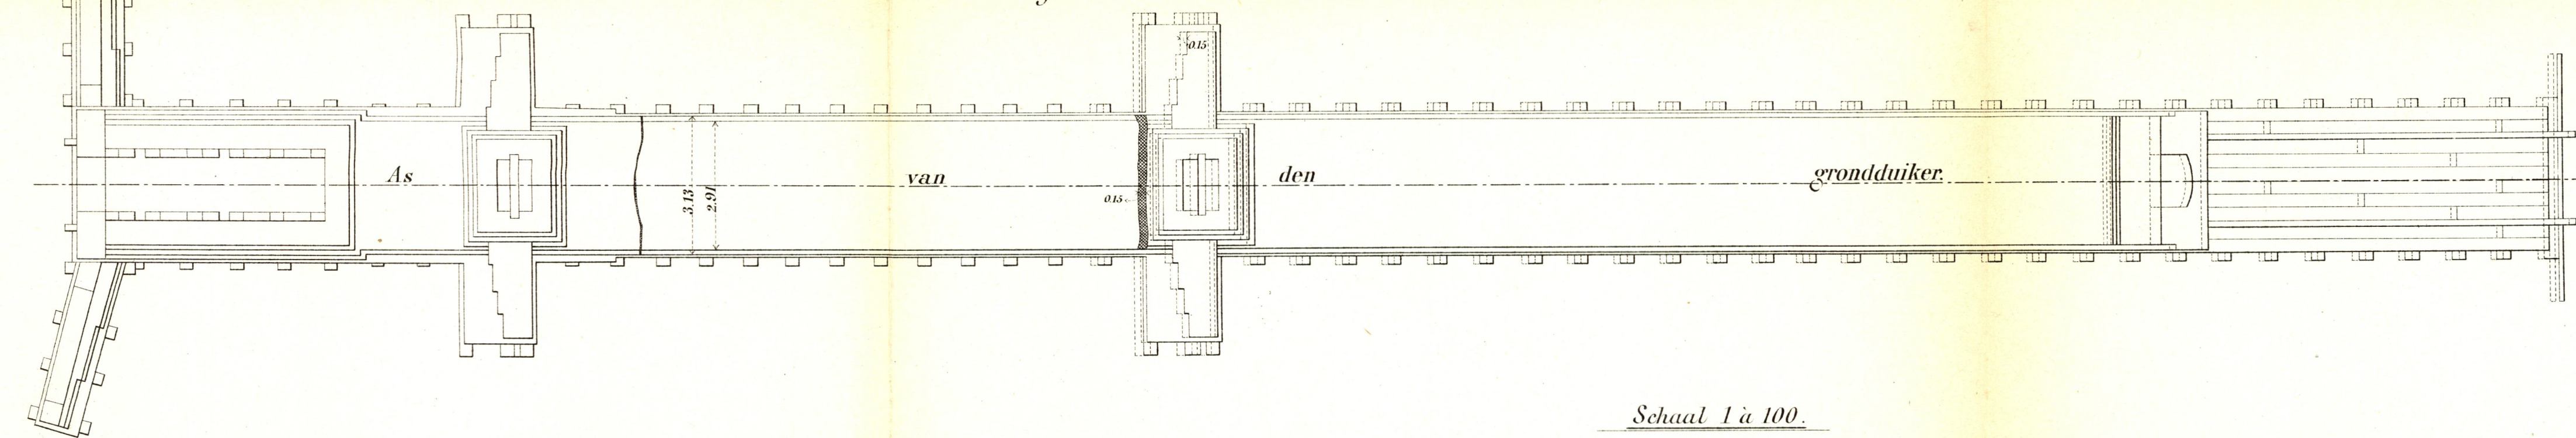 0.15
As van den grondduiker.
3.13
2.91
0.15
Schaal 1 à 100.